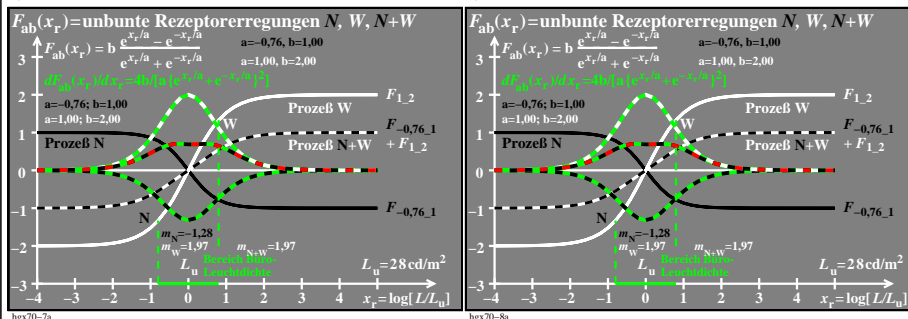 F_ab(x_r)=unbunte Rezeptorerregungen N, W, N+W
F_ab(x_r) = b (e^{x_r/a} − e^{−x_r/a}) / (e^{x_r/a} + e^{−x_r/a})
a=−0,76, b=1,00
a=1,00, b=2,00
dF_ab(x_r)/dx_r=4b/[a{e^{x_r/a}+e^{−x_r/a}}²]
a=−0,76; b=1,00
a=1,00; b=2,00
3
2
1
0
−1
−2
−3
Prozeß W
F_1_2
W
F_−0,76_1
+ F_1_2
Prozeß N
Prozeß N+W
F_−0,76_1
N
m_N=−1,28
m_W=1,97
m_N+W=1,97
Bereich Büro-
Leuchtdichte
L_u
L_u=28cd/m²
−4 −3 −2 −1 0 1 2 3 4
x_r=log[L/L_u]
hgx70-7a
F_ab(x_r)=unbunte Rezeptorerregungen N, W, N+W
F_ab(x_r) = b (e^{x_r/a} − e^{−x_r/a}) / (e^{x_r/a} + e^{−x_r/a})
a=−0,76, b=1,00
a=1,00, b=2,00
dF_ab(x_r)/dx_r=4b/[a{e^{x_r/a}+e^{−x_r/a}}²]
a=−0,76; b=1,00
a=1,00; b=2,00
3
2
1
0
−1
−2
−3
Prozeß W
F_1_2
W
F_−0,76_1
+ F_1_2
Prozeß N
Prozeß N+W
F_−0,76_1
N
m_N=−1,28
m_W=1,97
m_N+W=1,97
Bereich Büro-
Leuchtdichte
L_u
L_u=28cd/m²
−4 −3 −2 −1 0 1 2 3 4
x_r=log[L/L_u]
hgx70-8a